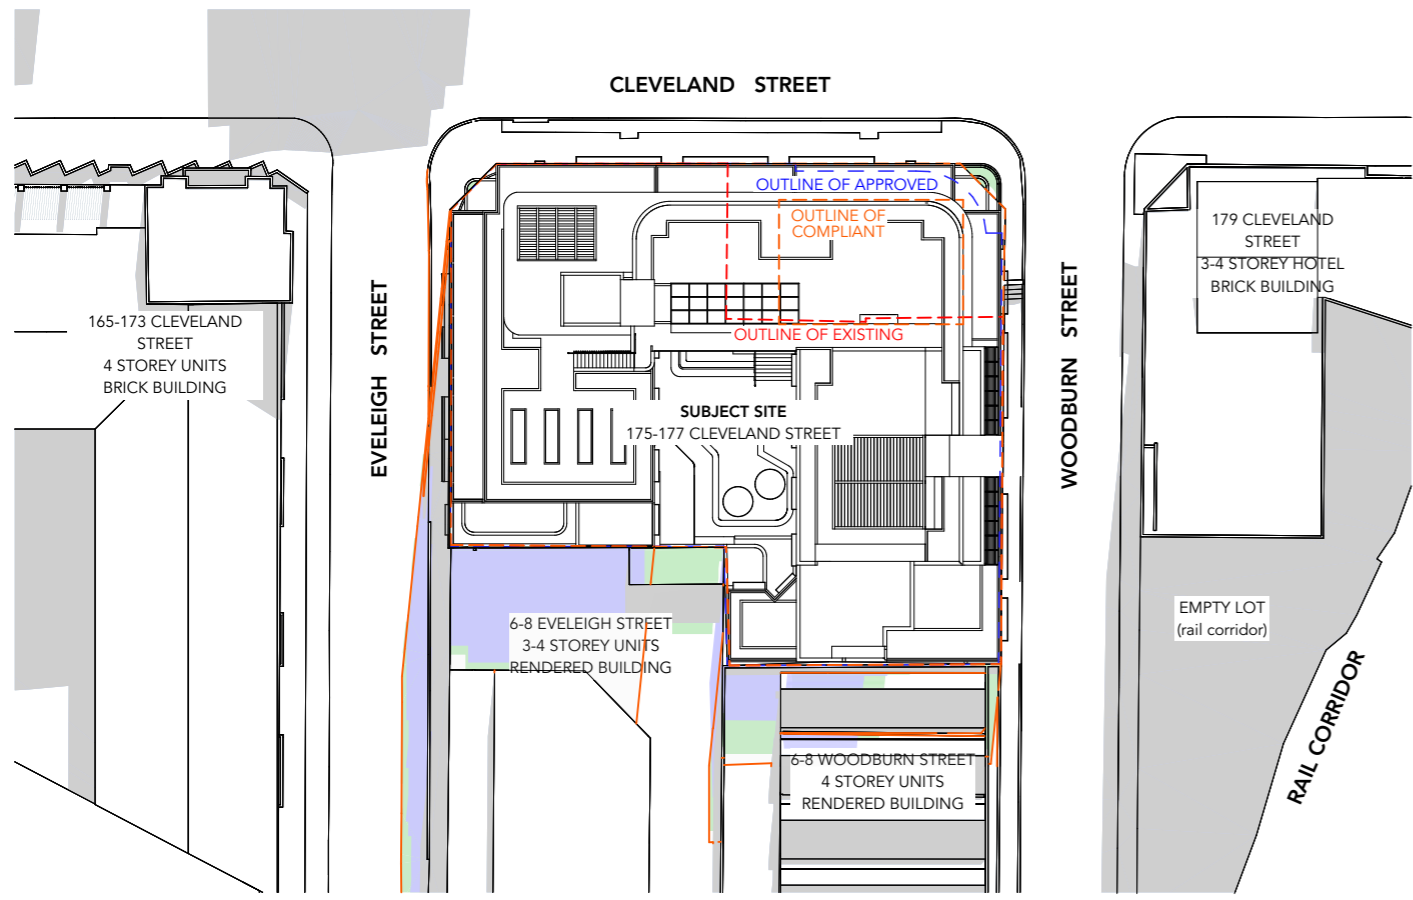 CLEVELAND STREET
OUTLINE OF APPROVED
OUTLINE OF
COMPLIANT
OUTLINE OF EXISTING
179 CLEVELAND
STREET
3-4 STOREY HOTEL
BRICK BUILDING
165-173 CLEVELAND
STREET
4 STOREY UNITS
BRICK BUILDING
EVELEIGH STREET
SUBJECT SITE
175-177 CLEVELAND STREET
WOODBURN STREET
6-8 EVELEIGH STREET
3-4 STOREY UNITS
RENDERED BUILDING
EMPTY LOT
(rail corridor)
RAIL CORRIDOR
6-8 WOODBURN STREET
4 STOREY UNITS
RENDERED BUILDING